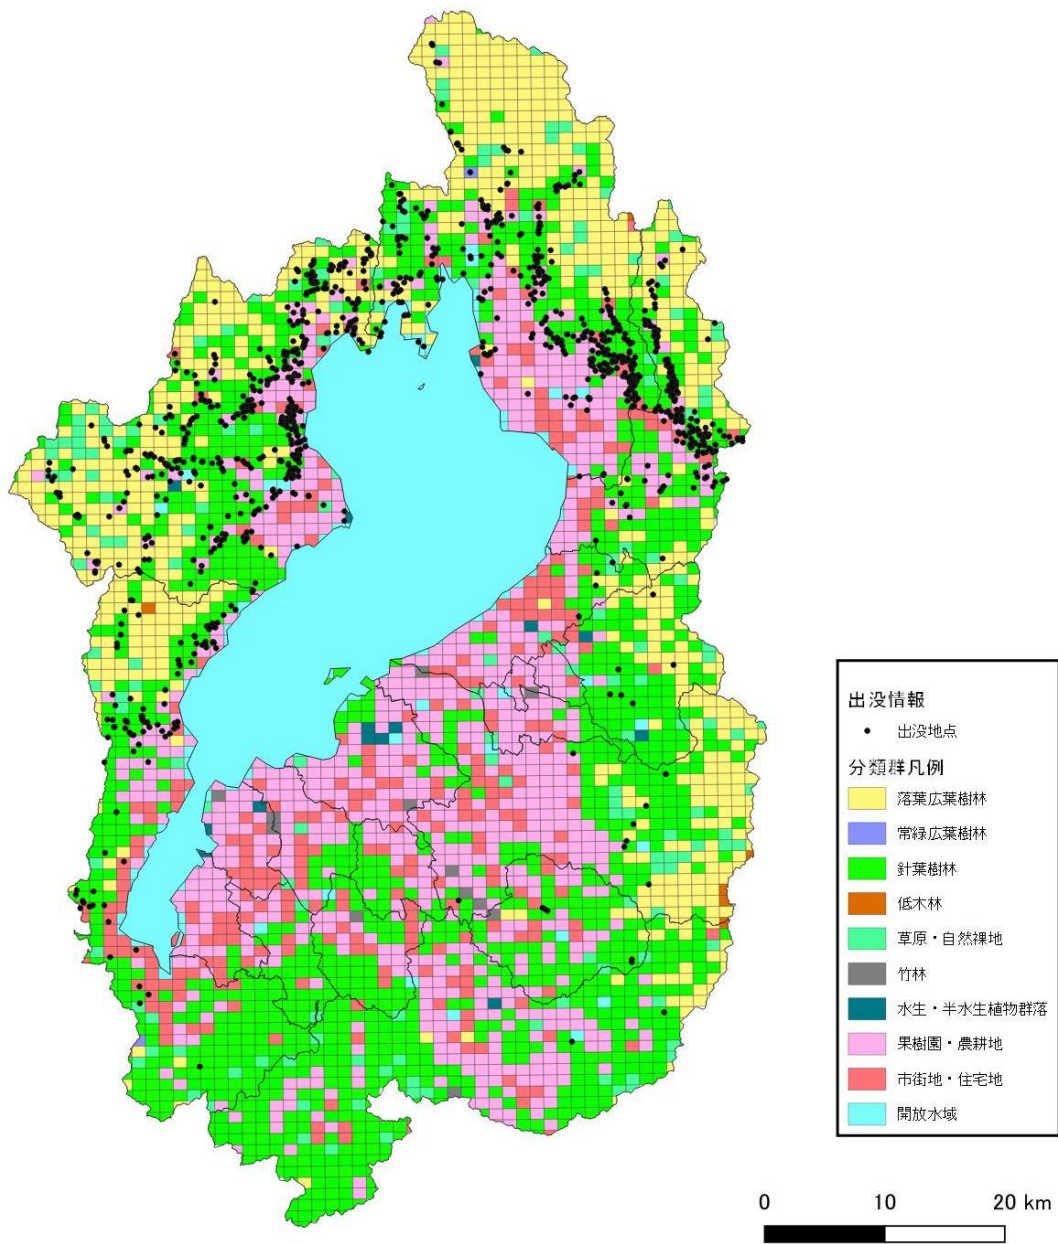 出没情報
出没地点
分類群凡例
落葉広葉樹林
常緑広葉樹林
針葉樹林
低木林
草原・自然裸地
竹林
水生・半水生植物群落
果樹園・農耕地
市街地・住宅地
開放水域
0 10 20 km